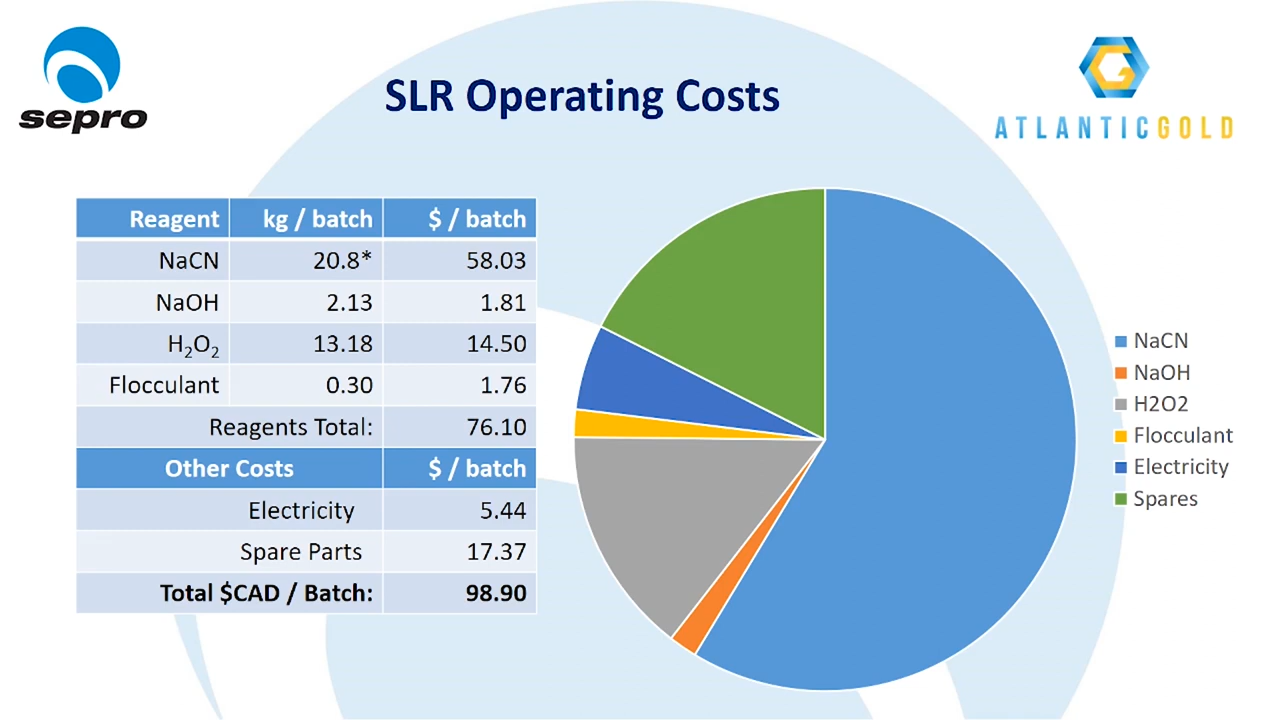 sepro
SLR Operating Costs
ATLANTIC GOLD
Reagent kg / batch $ / batch
NaCN 20.8* 58.03
NaOH 2.13 1.81
H₂O₂ 13.18 14.50
Flocculant 0.30 1.76
Reagents Total: 76.10
Other Costs $ / batch
Electricity 5.44
Spare Parts 17.37
Total $CAD / Batch: 98.90
NaCN
NaOH
H2O2
Flocculant
Electricity
Spares